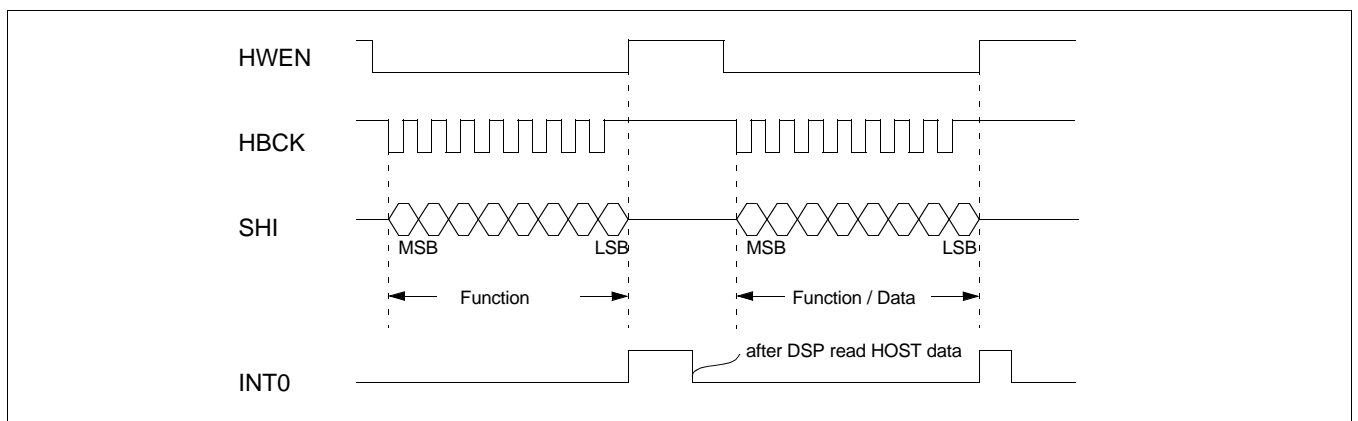 HWEN
HBCK
SHI
MSB LSB MSB LSB
Function Function / Data
after DSP read HOST data
INT0